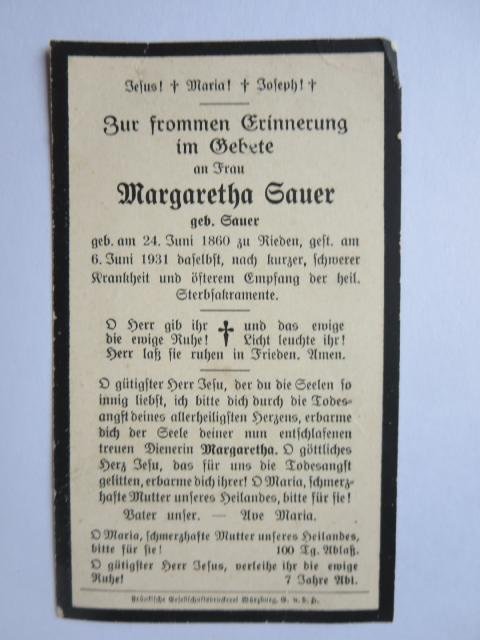 Jesus! † Maria! † Joseph! †
Zur frommen Erinnerung
im Gebete
an Frau
Margaretha Sauer
geb. Sauer
geb. am 24. Juni 1860 zu Rieden, gest. am
6. Juni 1931 daselbst, nach kurzer, schwerer
Krankheit und öfterem Empfang der heil.
Sterbsakramente.
O Herr gib ihr † und das ewige
die ewige Ruhe! Licht leuchte ihr!
Herr laß sie ruhen in Frieden. Amen.
O gütigster Herr Jesu, der du die Seelen so
innig liebst, ich bitte dich durch die Todes-
angst deines allerheiligsten Herzens, erbarme
dich der Seele deiner nun entschlafenen
treuen Dienerin Margaretha. O göttliches
Herz Jesu, das für uns die Todesangst
gelitten, erbarme dich ihrer! O Maria, schmerz-
hafte Mutter unseres Heilandes, bitte für sie!
Vater unser. — Ave Maria.
O Maria, schmerzhafte Mutter unseres Heilandes,
bitte für sie! 100 Tg. Ablaß.
O gütigster Herr Jesus, verleihe ihr die ewige
Ruhe! 7 Jahre Abl.
Fränkische Gesellschaftsdruckerei Würzburg, G. m. b. H.